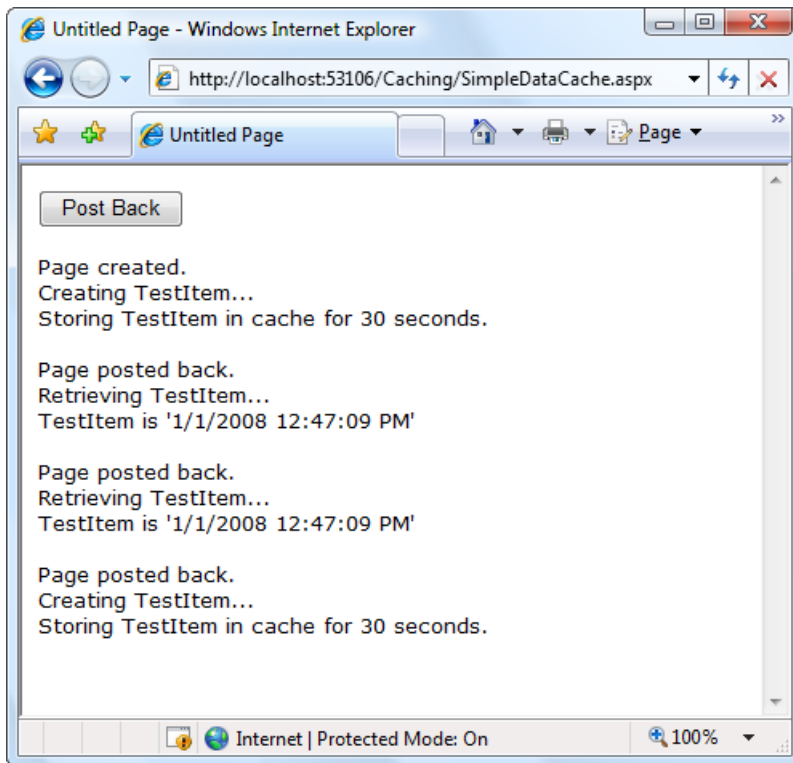 Untitled Page - Windows Internet Explorer
http://localhost:53106/Caching/SimpleDataCache.aspx
Untitled Page
Page
Post Back
Page created.
Creating TestItem...
Storing TestItem in cache for 30 seconds.
Page posted back.
Retrieving TestItem...
TestItem is '1/1/2008 12:47:09 PM'
Page posted back.
Retrieving TestItem...
TestItem is '1/1/2008 12:47:09 PM'
Page posted back.
Creating TestItem...
Storing TestItem in cache for 30 seconds.
Internet | Protected Mode: On
100%